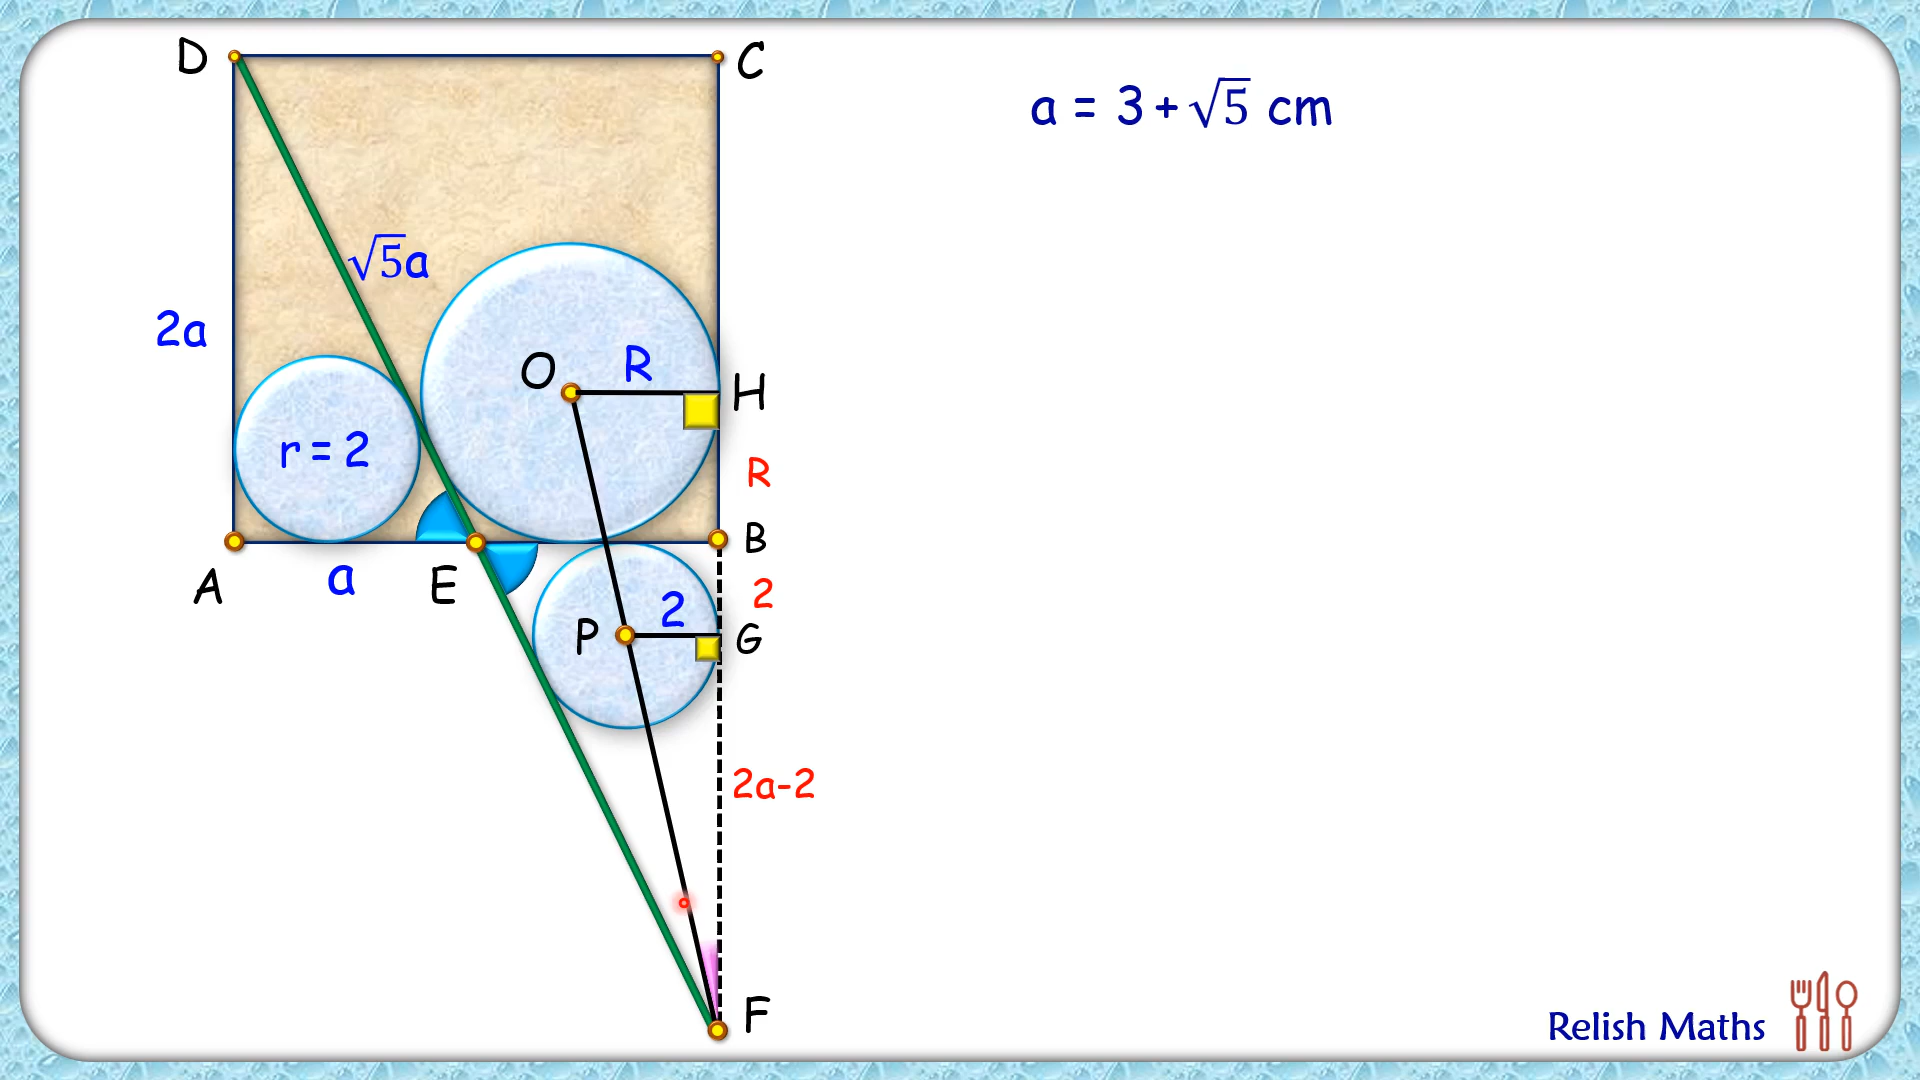 D
C
a = 3 + √5 cm
√5a
2a
O
R
H
r = 2
R
B
A
a
E
2
2
P
G
2a-2
F
Relish Maths